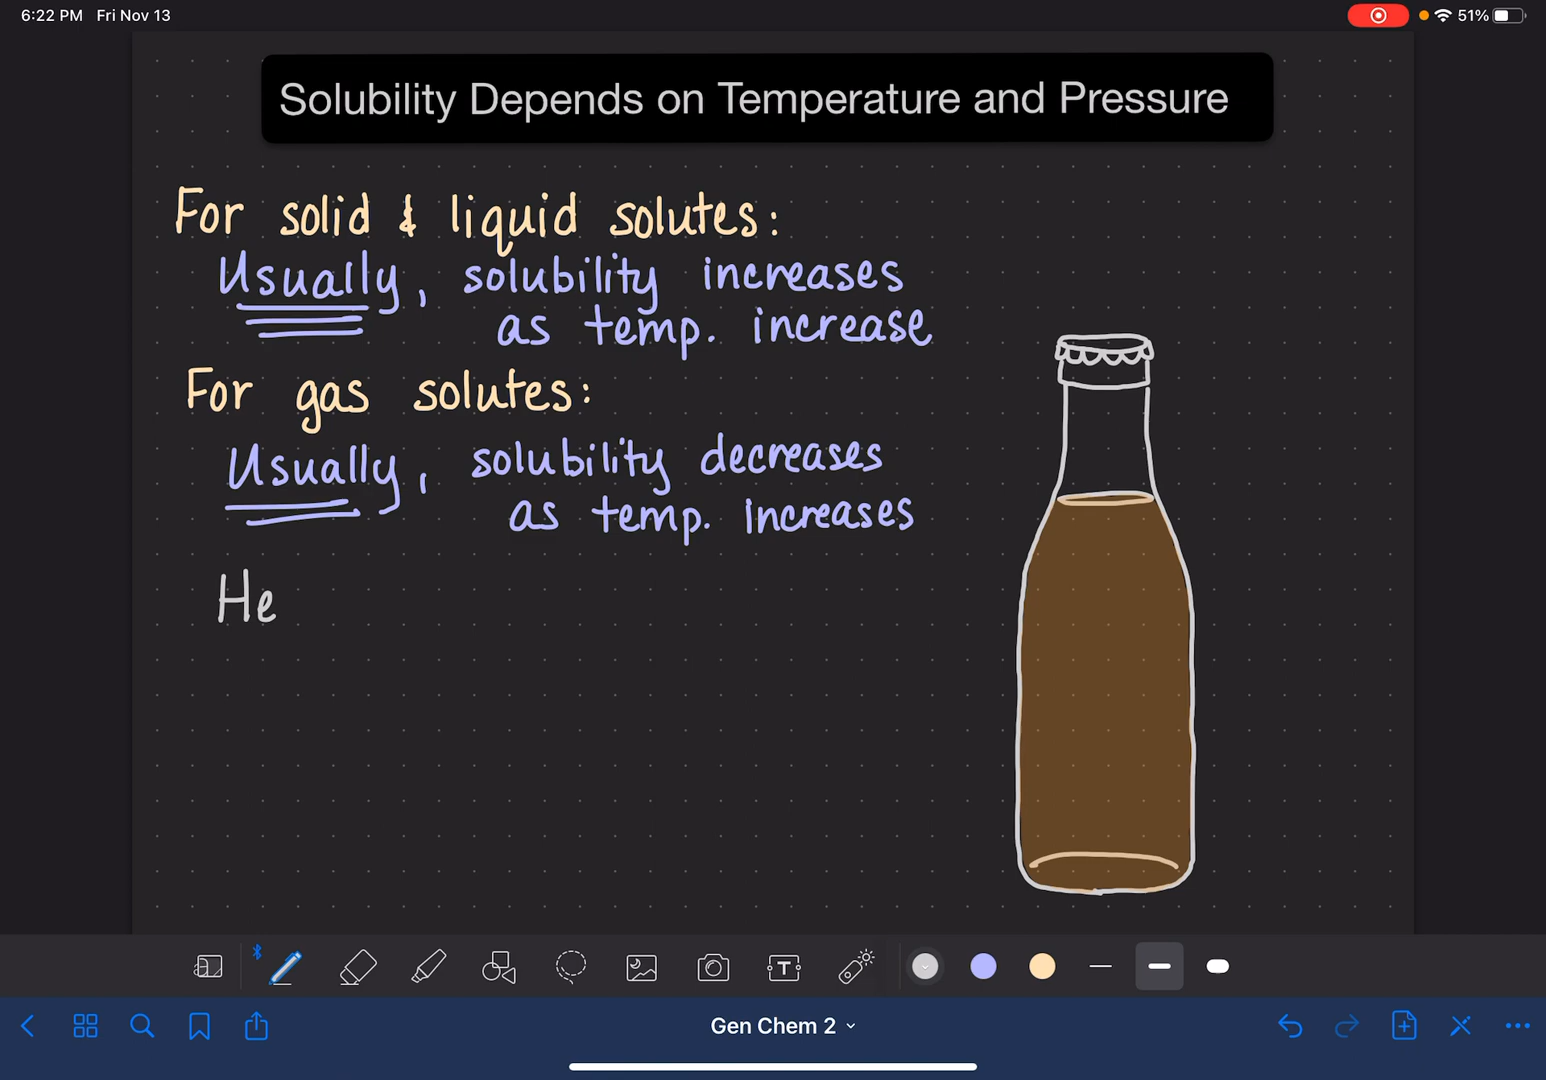 6:22 PM Fri Nov 13
51%
Solubility Depends on Temperature and Pressure
For solid & liquid solutes:
Usually, solubility increases
as temp. increase
For gas solutes:
Usually, solubility decreases
as temp. increases
He
T
Gen Chem 2